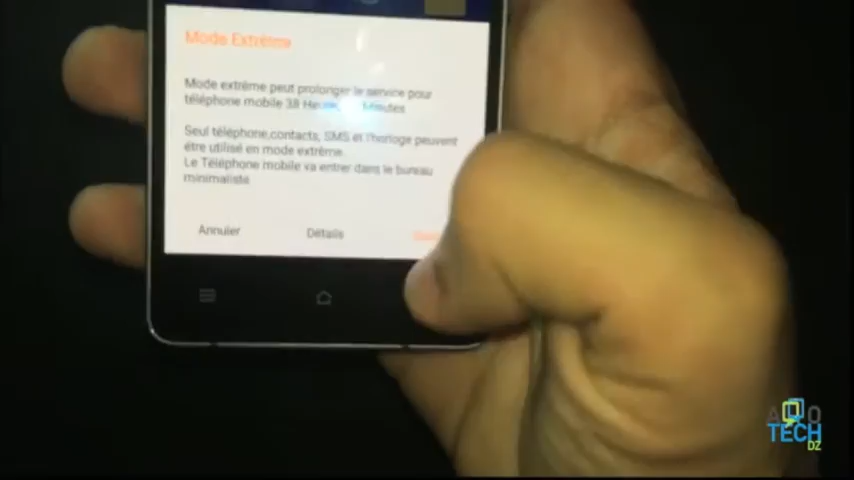 Mode Extrême
Mode extrême peut prolonger le service pour
téléphone mobile 38 Minutes
Seul téléphone,contacts, SMS et l'horloge peuvent
être utilisé en mode extrême.
Le Téléphone mobile va entrer dans le bureau
minimaliste
Annuler Détails
TECH
DZ